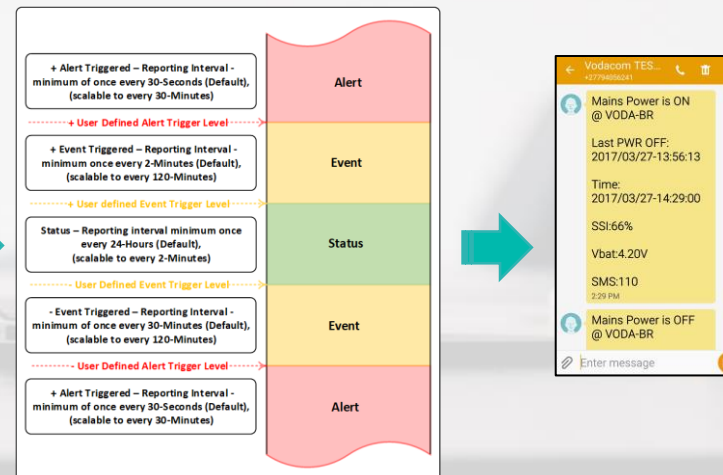 + Alert Triggered – Reporting Interval -
minimum of once every 30-Seconds (Default),
(scalable to every 30-Minutes)
Alert
+ User Defined Alert Trigger Level
+ Event Triggered – Reporting Interval -
minimum once every 2-Minutes (Default),
(scalable to every 120-Minutes)
Event
+ User defined Event Trigger Level
Status – Reporting interval minimum once
every 24-Hours (Default),
(scalable to every 2-Minutes)
Status
- User Defined Event Trigger Level
- Event Triggered – Reporting Interval -
minimum of once every 30-Minutes (Default),
(scalable to every 120-Minutes)
Event
- User Defined Alert Trigger Level
+ Alert Triggered – Reporting Interval -
minimum of once every 30-Seconds (Default),
(scalable to every 30-Minutes)
Alert
Vodacom TES...
+27794056241
Mains Power is ON
@ VODA-BR
Last PWR OFF:
2017/03/27-13:56:13
Time:
2017/03/27-14:29:00
SSI:66%
Vbat:4.20V
SMS:110
2:29 PM
Mains Power is OFF
@ VODA-BR
Enter message